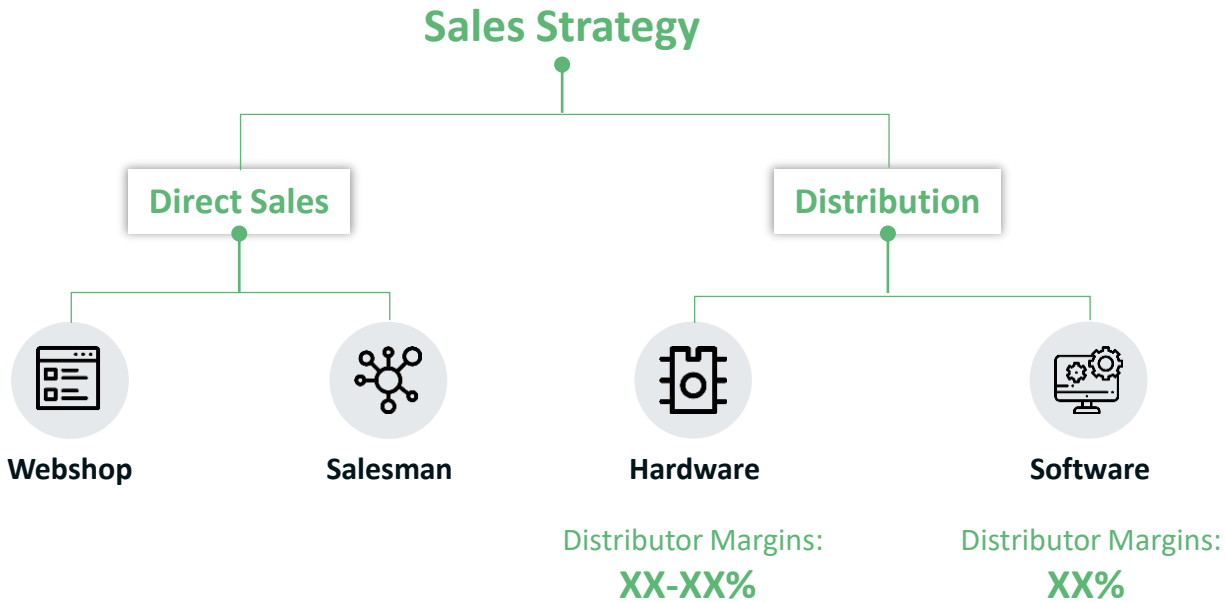 Sales Strategy
Direct Sales
Distribution
Webshop
Salesman
Hardware
Software
Distributor Margins:
XX-XX%
Distributor Margins:
XX%